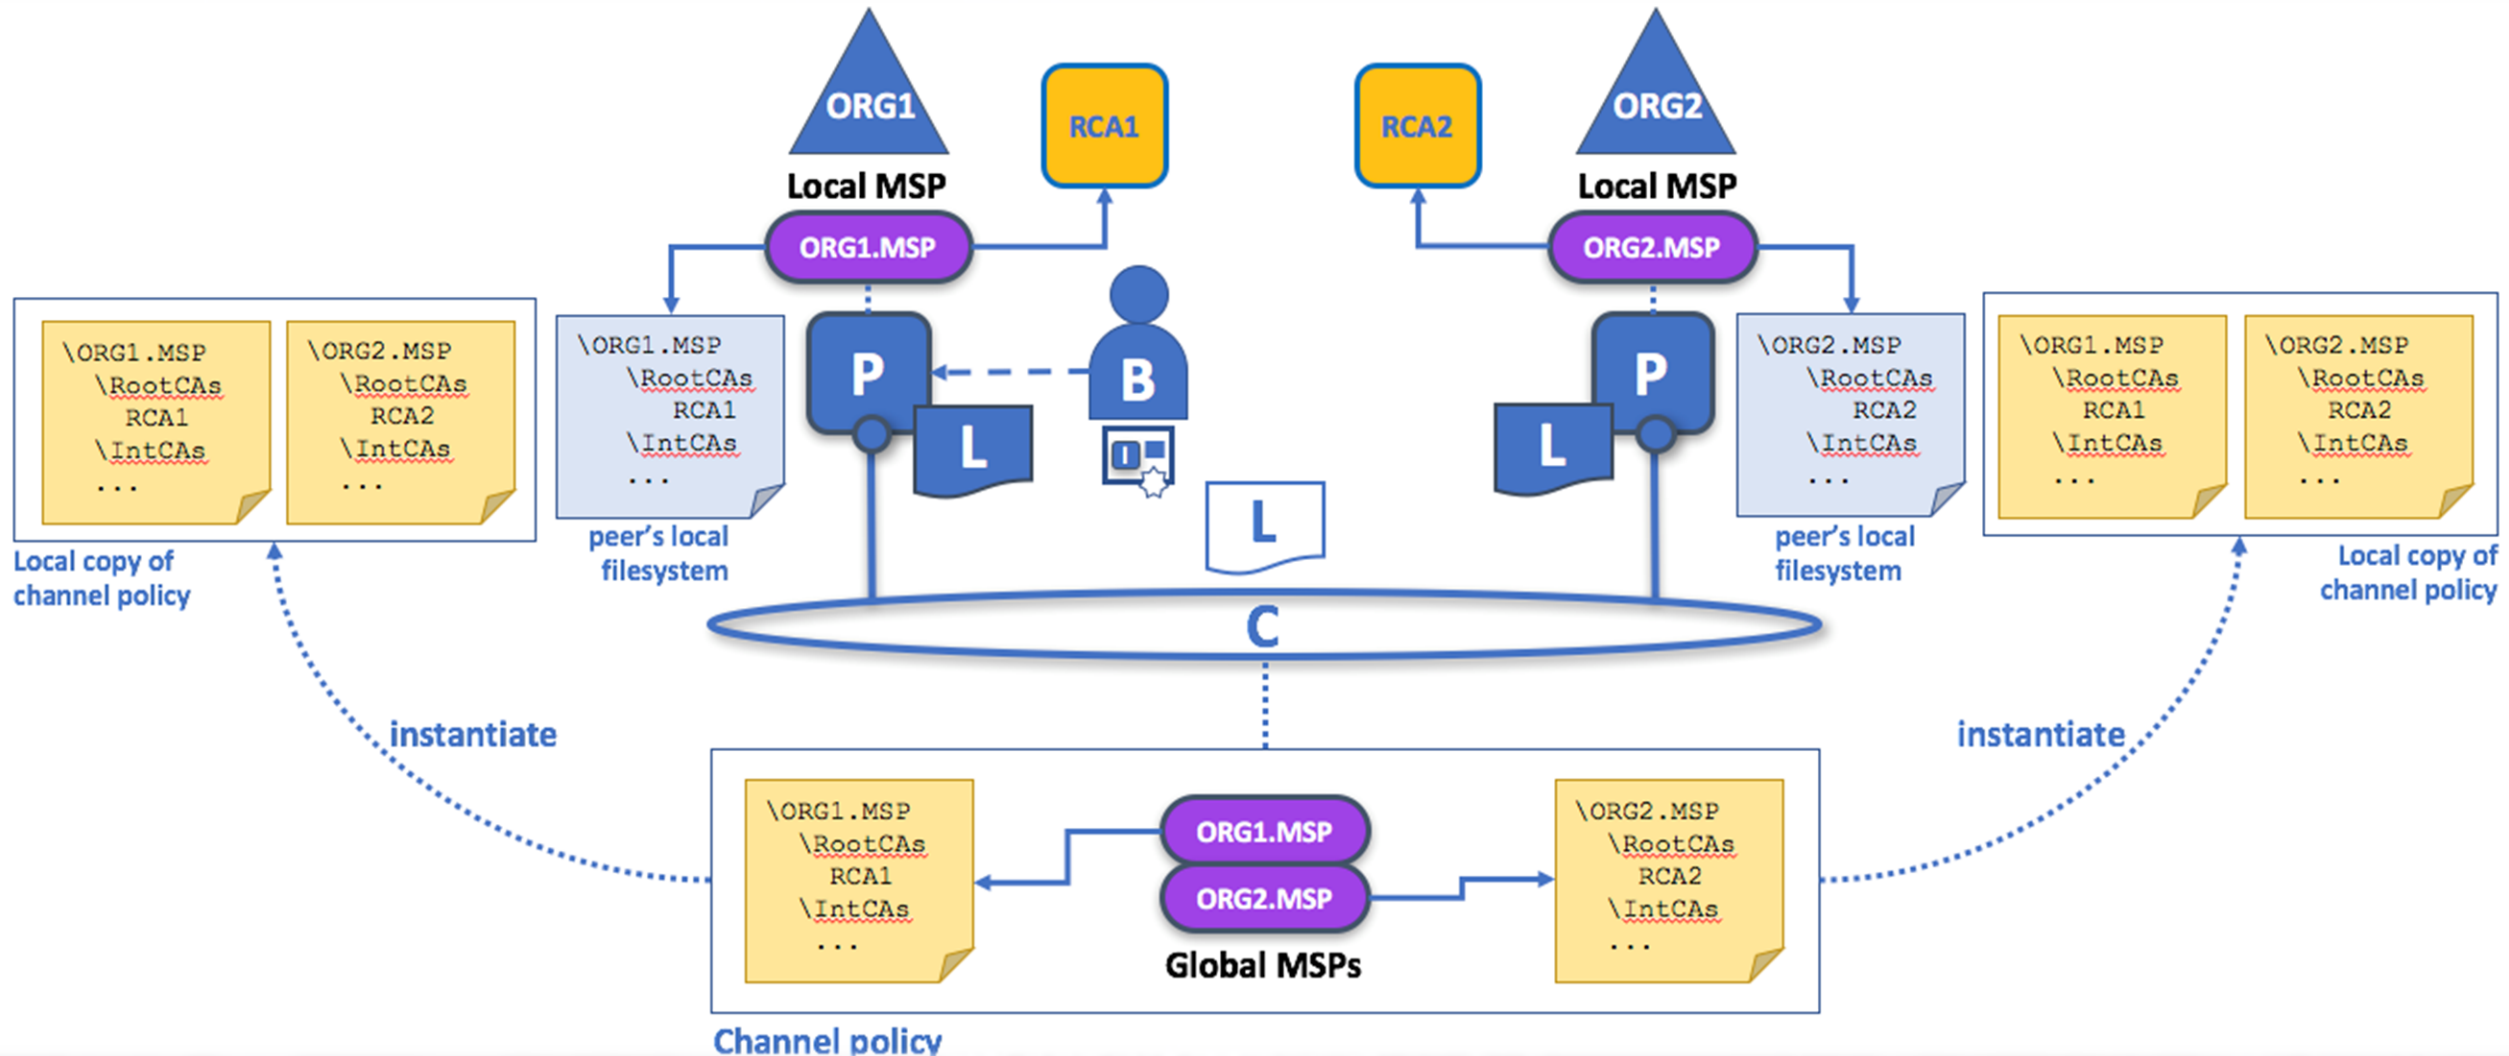 ORG1
RCA1
RCA2
ORG2
Local MSP
Local MSP
ORG1.MSP
ORG2.MSP
\ORG1.MSP
\RootCAs
RCA1
\IntCAs
...
\ORG2.MSP
\RootCAs
RCA2
\IntCAs
...
Local copy of
channel policy
\ORG1.MSP
\RootCAs
RCA1
\IntCAs
...
peer's local
filesystem
P
L
B
I
L
P
L
\ORG2.MSP
\RootCAs
RCA2
\IntCAs
...
peer's local
filesystem
\ORG1.MSP
\RootCAs
RCA1
\IntCAs
...
\ORG2.MSP
\RootCAs
RCA2
\IntCAs
...
Local copy of
channel policy
C
instantiate
instantiate
\ORG1.MSP
\RootCAs
RCA1
\IntCAs
...
ORG1.MSP
ORG2.MSP
Global MSPs
\ORG2.MSP
\RootCAs
RCA2
\IntCAs
...
Channel policy